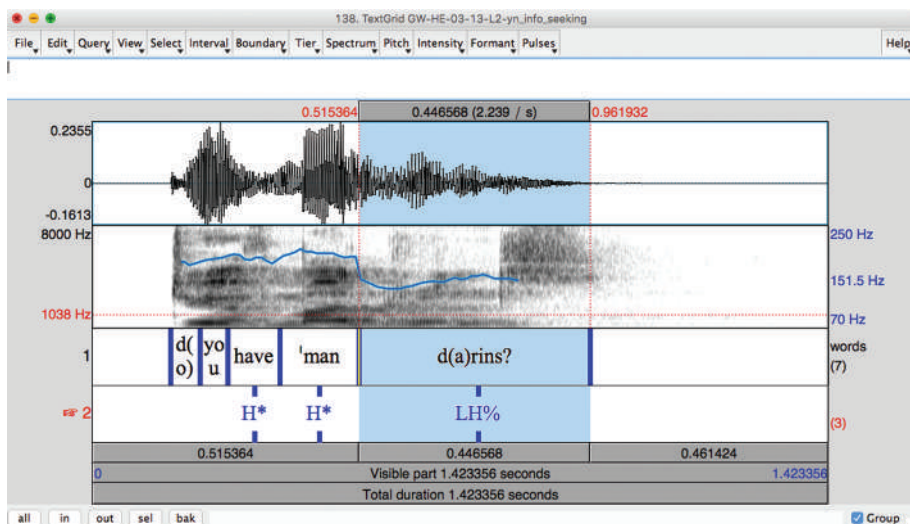 138. TextGrid GW-HE-03-13-L2-yn_info_seeking
File Edit Query View Select Interval Boundary Tier Spectrum Pitch Intensity Formant Pulses Help
0.515364 0.446568 (2.239 / s) 0.961932
0.2355
0
-0.1613
8000 Hz 250 Hz
151.5 Hz
1038 Hz 70 Hz
1 d(o) you have 'man d(a)rins? words (7)
2 H* H* LH% (3)
0.515364 0.446568 0.461424
0 Visible part 1.423356 seconds 1.423356
Total duration 1.423356 seconds
all in out sel bak Group